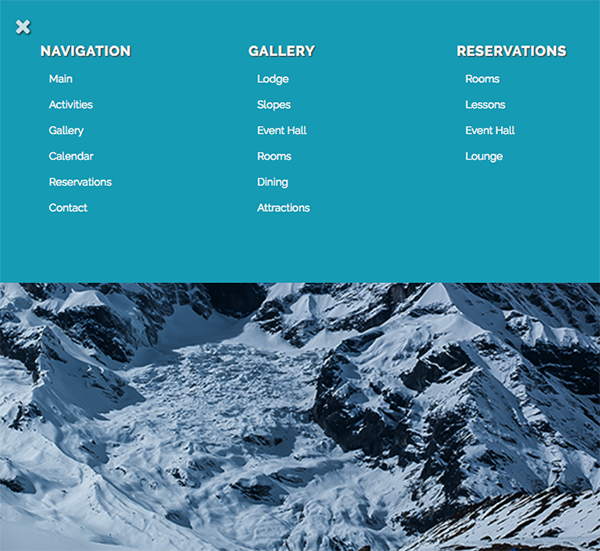 NAVIGATION
Main
Activities
Gallery
Calendar
Reservations
Contact
GALLERY
Lodge
Slopes
Event Hall
Rooms
Dining
Attractions
RESERVATIONS
Rooms
Lessons
Event Hall
Lounge